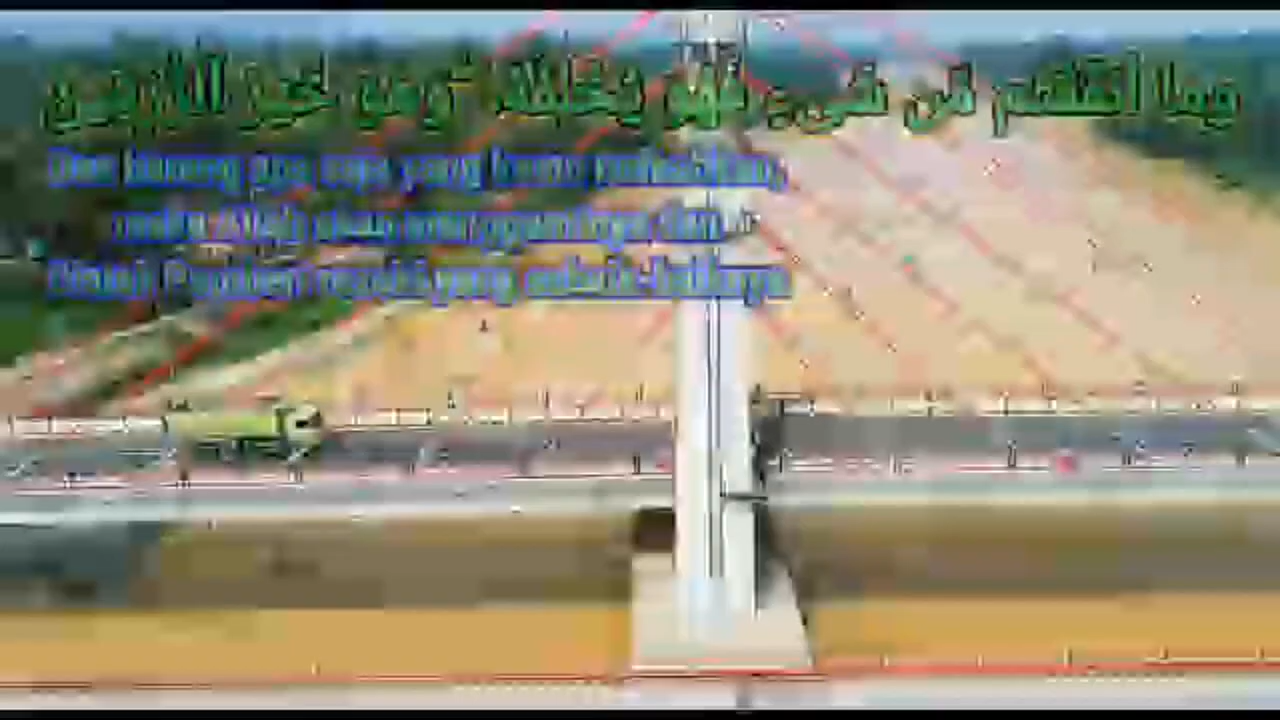 وما أنفقتم من شيء فهو يخلفه وهو خير الرازقين
Dan barang apa saja yang kamu nafkahkan,
maka Allah akan menggantinya dan
Dialah Pemberi rezeki yang sebaik-baiknya